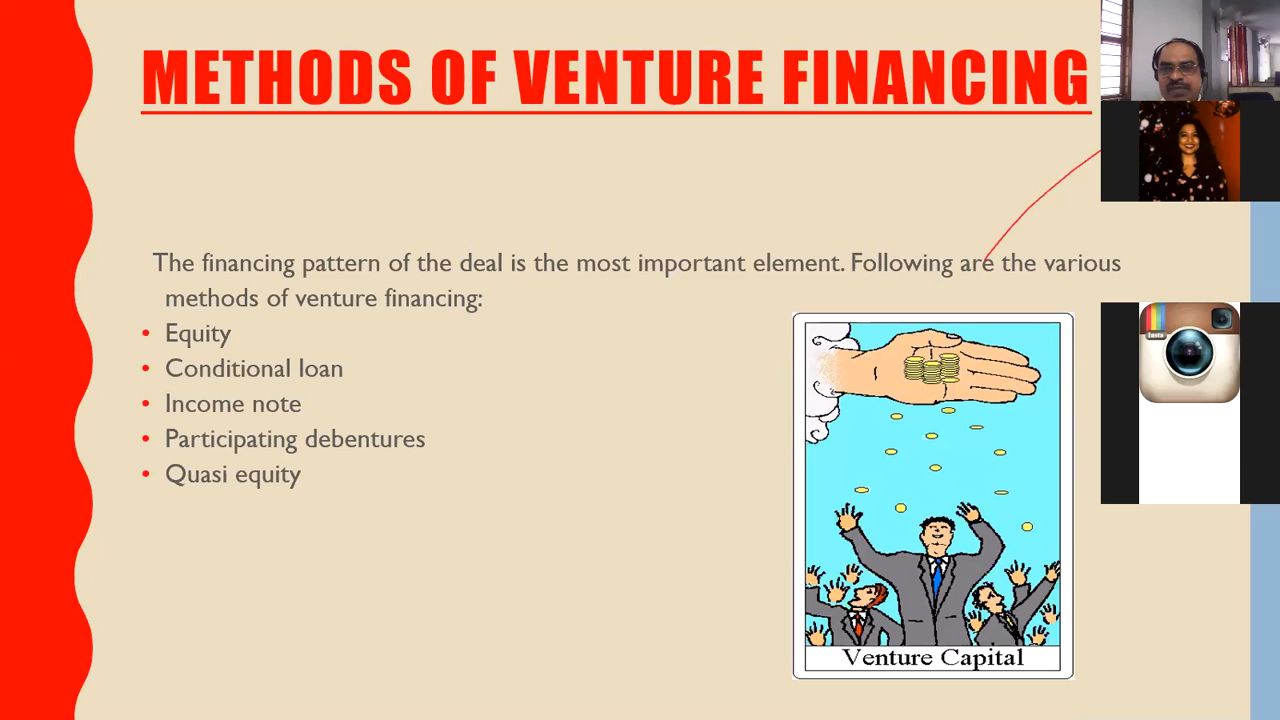 METHODS OF VENTURE FINANCING
The financing pattern of the deal is the most important element. Following are the various
methods of venture financing:
• Equity
• Conditional loan
• Income note
• Participating debentures
• Quasi equity
Venture Capital
Insta